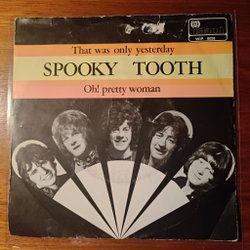 That was only yesterday
SPOOKY TOOTH
Oh! pretty woman